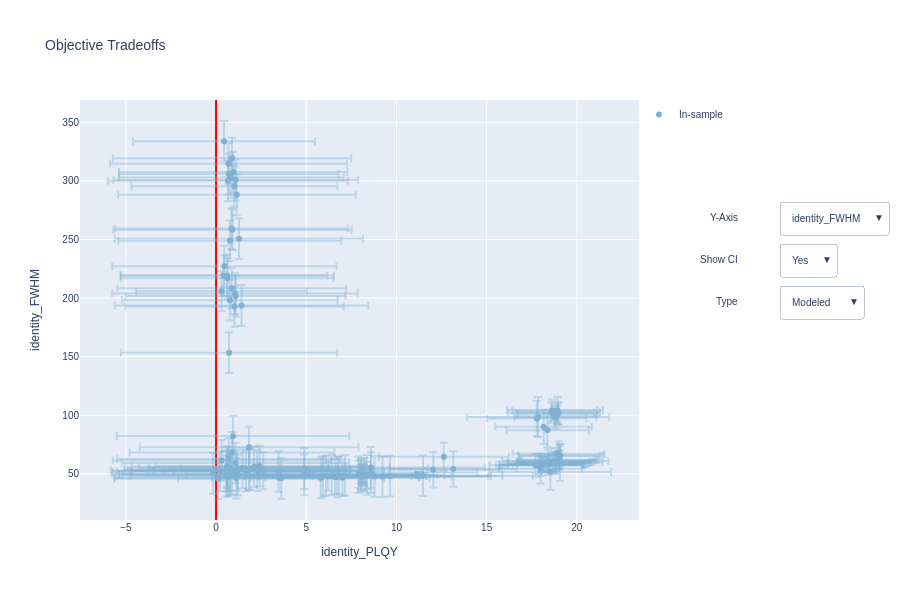 Objective Tradeoffs
In-sample
Y-Axis
identity_FWHM ▼
Show CI
Yes ▼
Type
Modeled ▼
identity_FWHM
350
300
250
200
150
100
50
−5
0
5
10
15
20
identity_PLQY